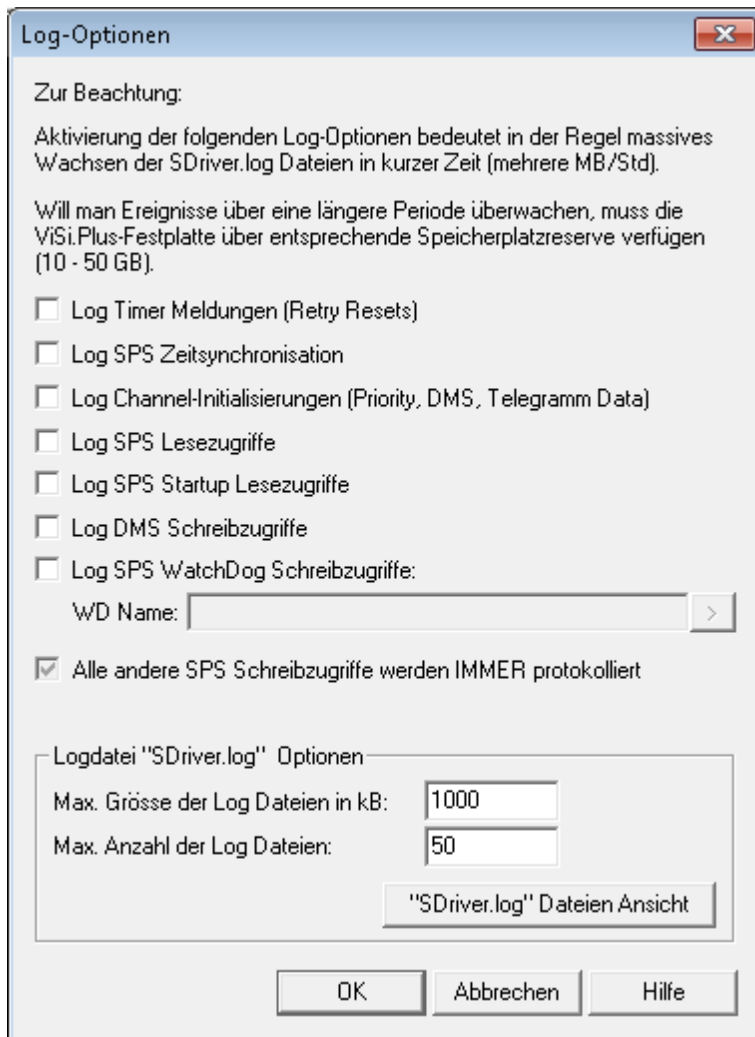 Log-Optionen
Zur Beachtung:
Aktivierung der folgenden Log-Optionen bedeutet in der Regel massives
Wachsen der SDriver.log Dateien in kurzer Zeit (mehrere MB/Std).
Will man Ereignisse über eine längere Periode überwachen, muss die
ViSi.Plus-Festplatte über entsprechende Speicherplatzreserve verfügen
(10 - 50 GB).
Log Timer Meldungen (Retry Resets)
Log SPS Zeitsynchronisation
Log Channel-Initialisierungen (Priority, DMS, Telegramm Data)
Log SPS Lesezugriffe
Log SPS Startup Lesezugriffe
Log DMS Schreibzugriffe
Log SPS WatchDog Schreibzugriffe:
WD Name: >
Alle andere SPS Schreibzugriffe werden IMMER protokolliert
Logdatei "SDriver.log" Optionen
Max. Grösse der Log Dateien in kB: 1000
Max. Anzahl der Log Dateien: 50
"SDriver.log" Dateien Ansicht
OK Abbrechen Hilfe